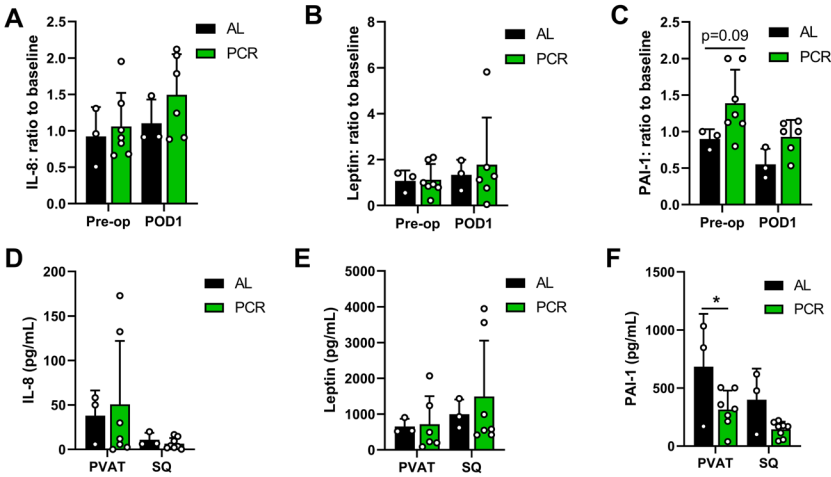 A
IL-8: ratio to baseline
2.5
2.0
1.5
1.0
0.5
0.0
Pre-op POD1
AL
PCR
B
Leptin: ratio to baseline
8
6
4
2
0
Pre-op POD1
AL
PCR
C
PAI-1: ratio to baseline
2.5
2.0
1.5
1.0
0.5
0.0
p=0.09
Pre-op POD1
AL
PCR
D
IL-8 (pg/mL)
200
150
100
50
0
PVAT SQ
AL
PCR
E
Leptin (pg/mL)
5000
4000
3000
2000
1000
0
PVAT SQ
AL
PCR
F
PAI-1 (pg/mL)
1500
1000
500
0
*
PVAT SQ
AL
PCR